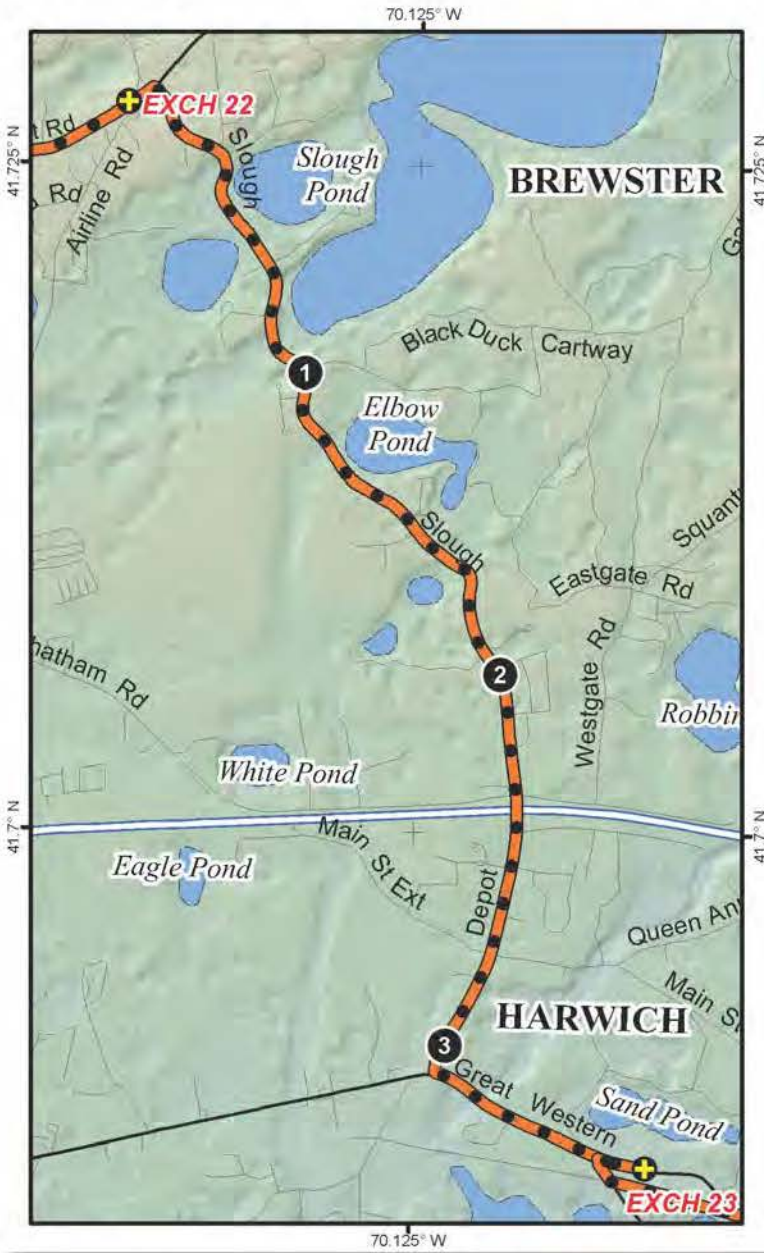 70.125° W
EXCH 22
t Rd
Rd
Airline Rd
Slough
Slough
Pond
BREWSTER
41.725° N
41.725° N
Black Duck Cartway
1
Elbow
Pond
Slough
Squant
Eastgate Rd
hatham Rd
2
Westgate Rd
Robbin
White Pond
41.7° N
41.7° N
Main St Ext
Eagle Pond
Depot
Queen An
Main St
HARWICH
3
Great Western
Sand Pond
EXCH 23
70.125° W